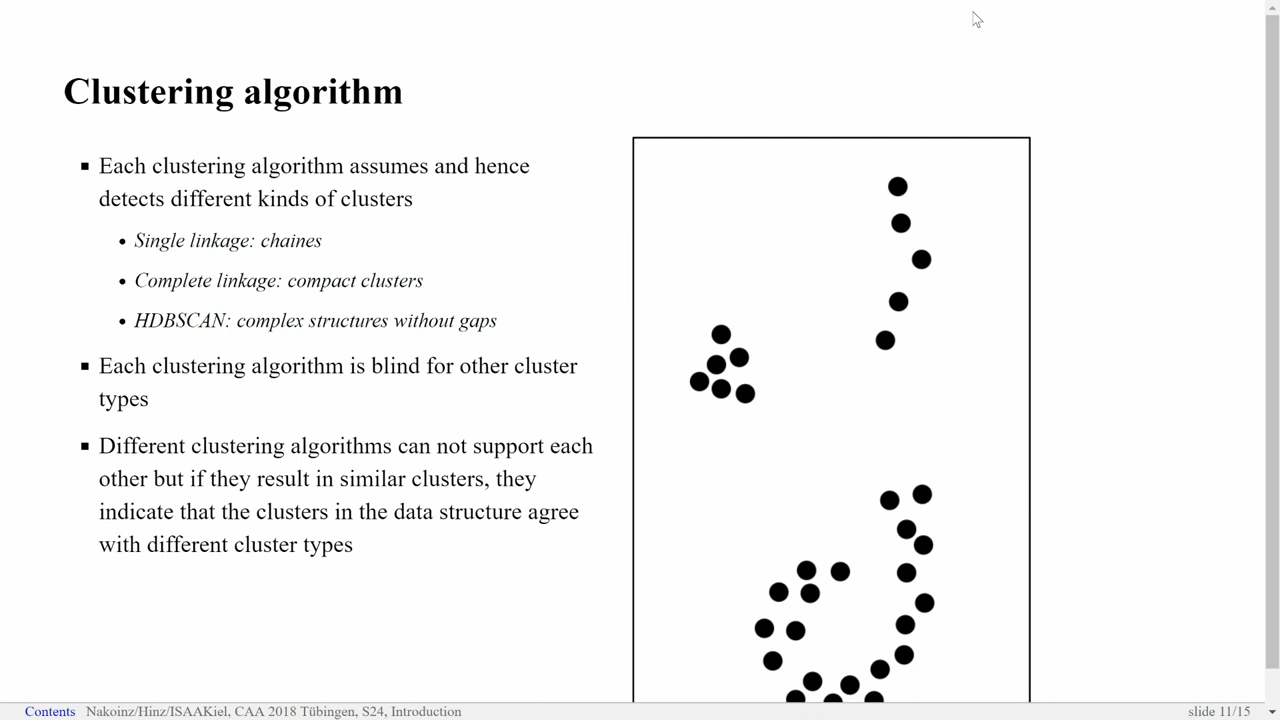 Clustering algorithm
Each clustering algorithm assumes and hence
detects different kinds of clusters
Single linkage: chaines
Complete linkage: compact clusters
HDBSCAN: complex structures without gaps
Each clustering algorithm is blind for other cluster
types
Different clustering algorithms can not support each
other but if they result in similar clusters, they
indicate that the clusters in the data structure agree
with different cluster types
Contents Nakoinz/Hinz/ISAAKiel, CAA 2018 Tübingen, S24, Introduction slide 11/15